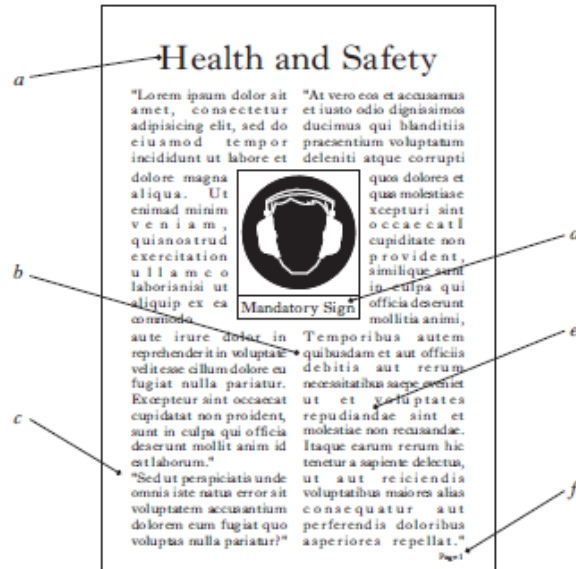 a
Health and Safety
"Lorem ipsum dolor sit
amet, consectetur
adipisicing elit, sed do
eiusmod tempor
incididunt ut labore et
dolore magna
aliqua. Ut
enimad minim
veniam,
quisnostrud
exercitation
ullamco
laborisnisi ut
aliquip ex ea
commodo
aute irure dolor in
reprehenderit in voluptate
velit esse cillum dolore eu
fugiat nulla pariatur.
Excepteur sint occaecat
cupidatat non proident,
sunt in culpa qui officia
deserunt mollit anim id
est laborum."
"Sed ut perspiciatis unde
omnis iste natus error sit
voluptatem accusantium
dolorem eum fugiat quo
voluptas nulla pariatur?"
"At vero eos et accusamus
et iusto odio dignissimos
ducimus qui blanditiis
praesentium voluptatum
deleniti atque corrupti
quos dolores et
quas molestiase
xcepturi sint
occaecatI
cupiditate non
provident,
similique sunt
in culpa qui
officia deserunt
mollitia animi,
Temporibus autem
quibusdam et aut officiis
debitis aut rerum
necessitatibus saepe eveniet
ut et voluptates
repudiandae sint et
molestiae non recusandae.
Itaque earum rerum hic
tenetur a sapiente delectus,
ut aut reiciendis
voluptatibus maiores alias
consequatur aut
perferendis doloribus
asperiores repellat."
Page 1
Mandatory Sign
b
c
d
e
f